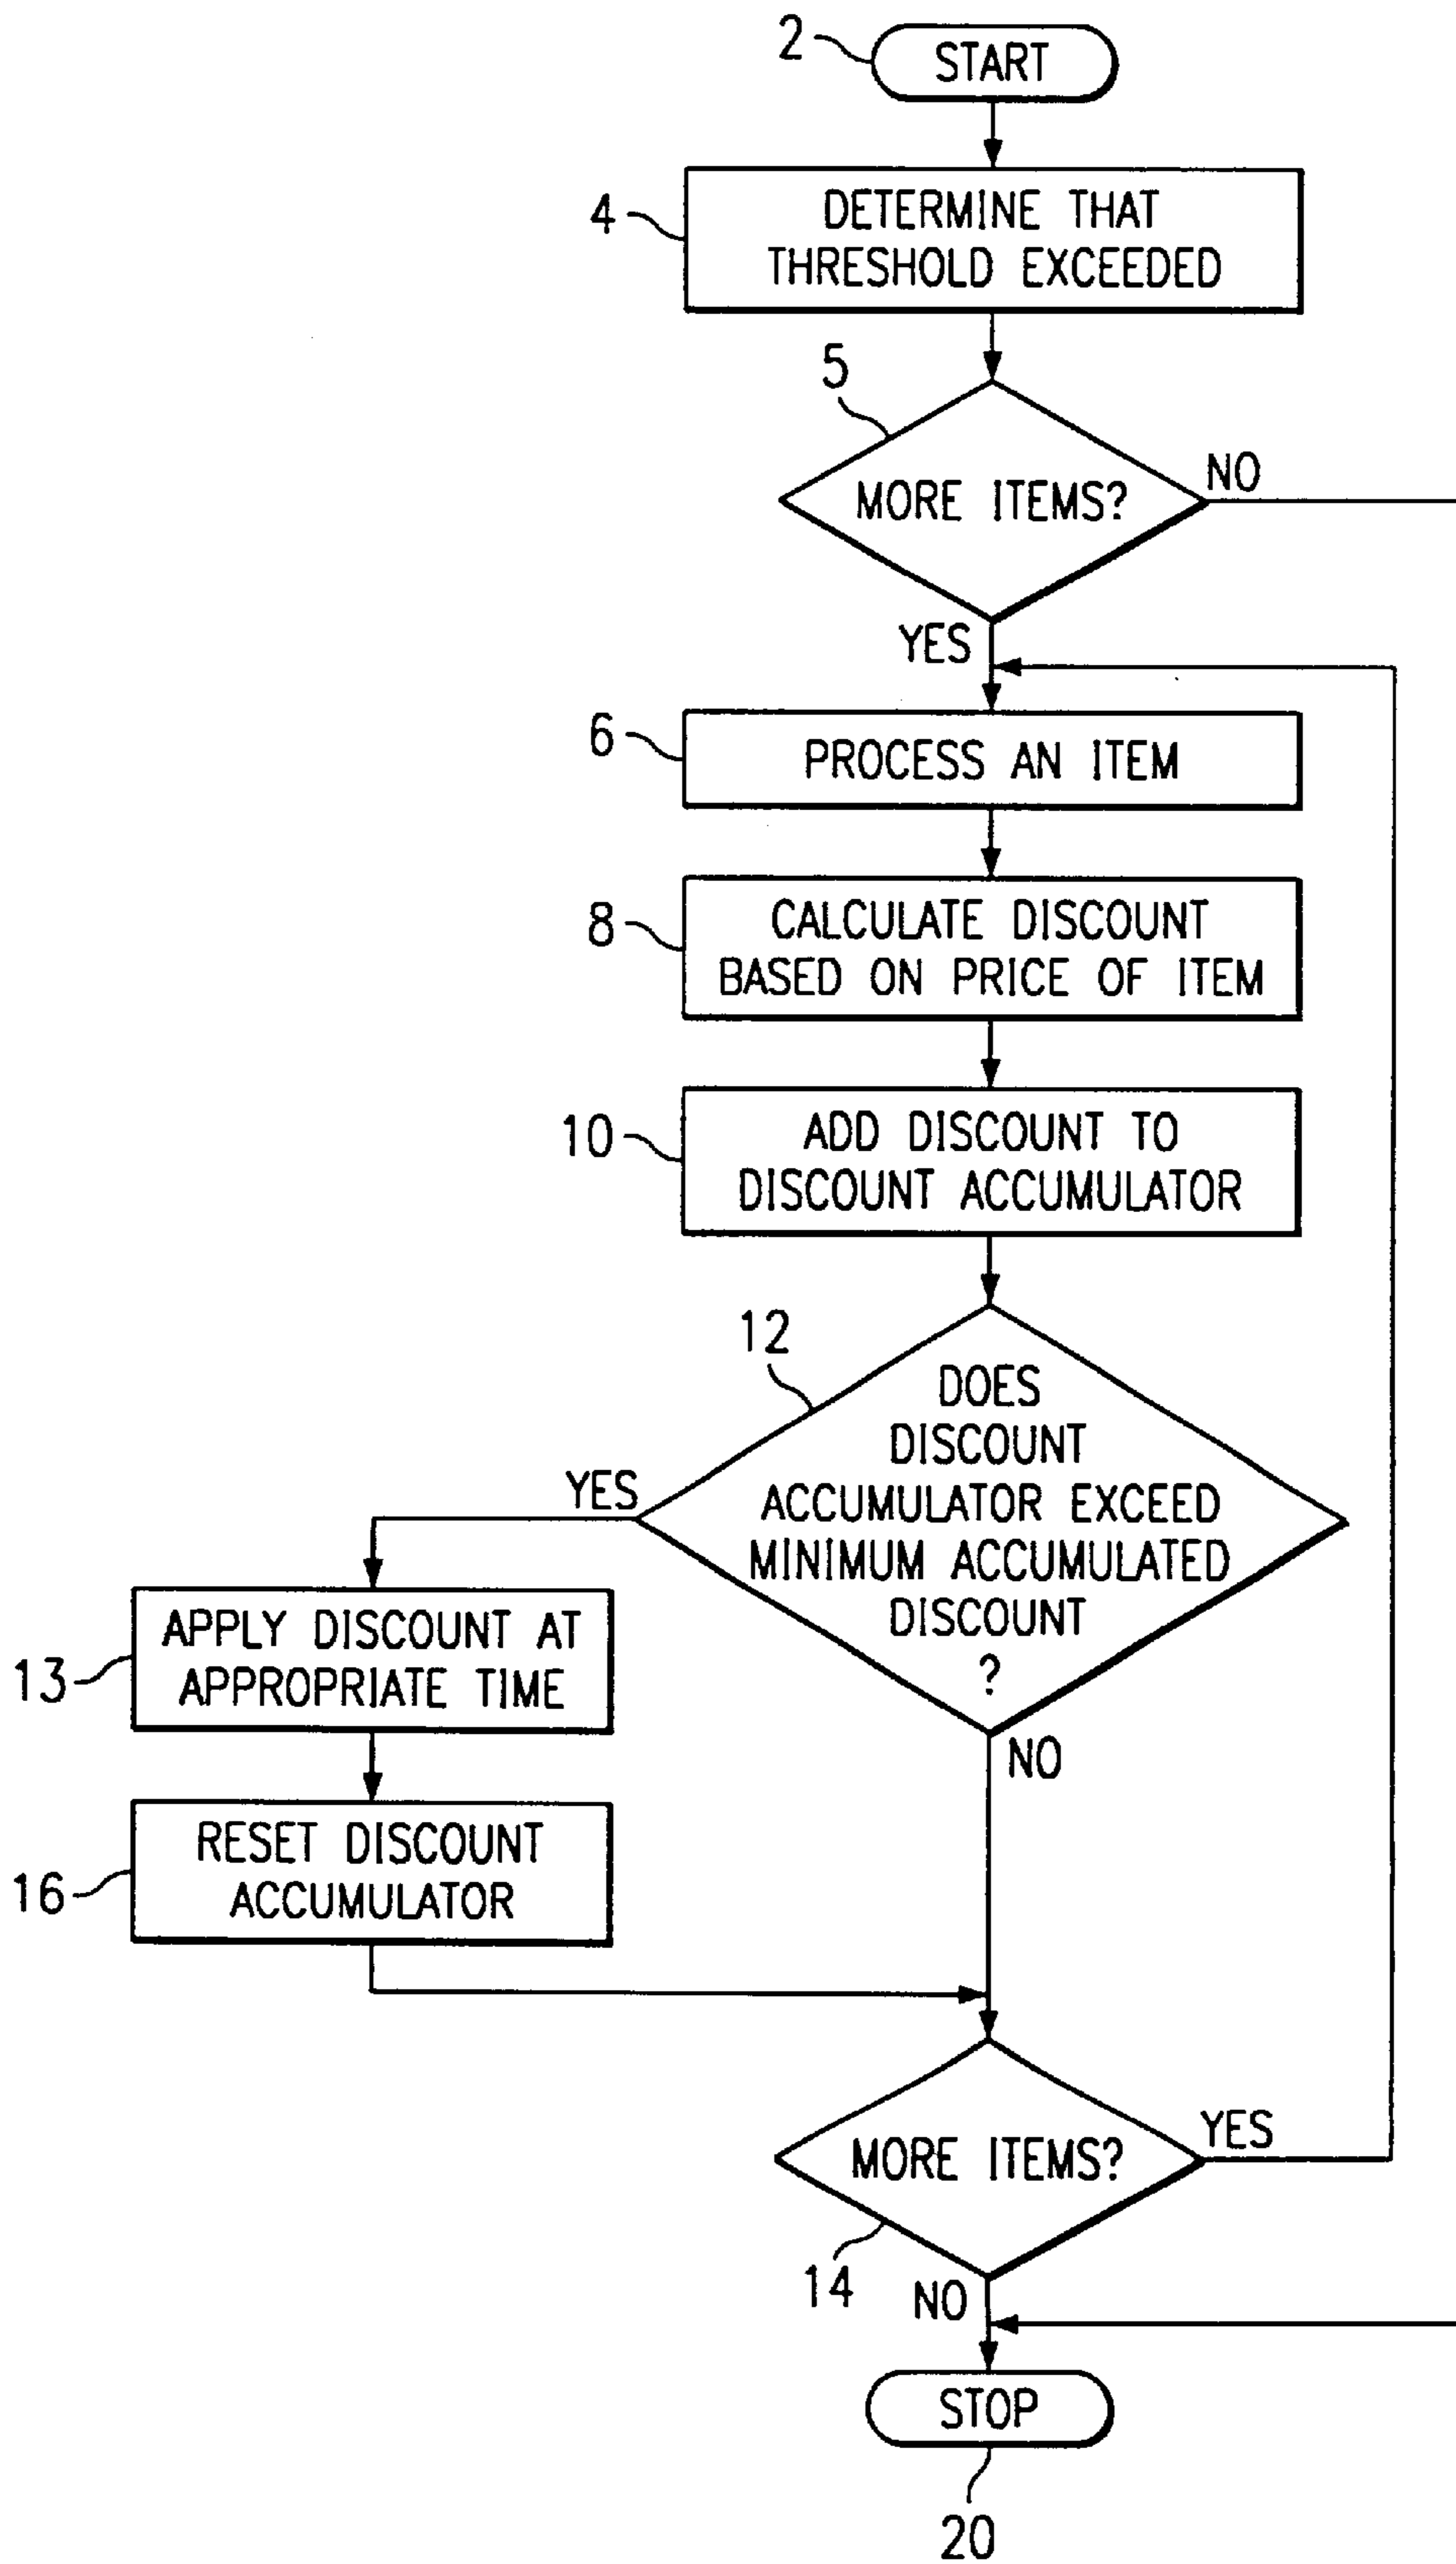 2
START
4
DETERMINE THAT
THRESHOLD EXCEEDED
5
MORE ITEMS?
NO
YES
6
PROCESS AN ITEM
8
CALCULATE DISCOUNT
BASED ON PRICE OF ITEM
10
ADD DISCOUNT TO
DISCOUNT ACCUMULATOR
12
DOES
DISCOUNT
ACCUMULATOR EXCEED
MINIMUM ACCUMULATED
DISCOUNT
?
YES
NO
13
APPLY DISCOUNT AT
APPROPRIATE TIME
16
RESET DISCOUNT
ACCUMULATOR
MORE ITEMS?
YES
14
NO
STOP
20